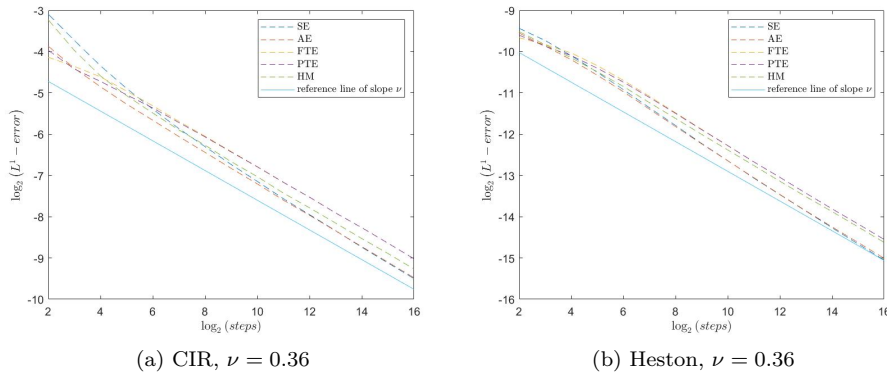 -3
-4
-5
-6
-7
-8
-9
-10
log₂ (L¹ − error)
2 4 6 8 10 12 14 16
log₂ (steps)
SE
AE
FTE
PTE
HM
reference line of slope ν
(a) CIR, ν = 0.36
-9
-10
-11
-12
-13
-14
-15
-16
log₂ (L¹ − error)
2 4 6 8 10 12 14 16
log₂ (steps)
SE
AE
FTE
PTE
HM
reference line of slope ν
(b) Heston, ν = 0.36